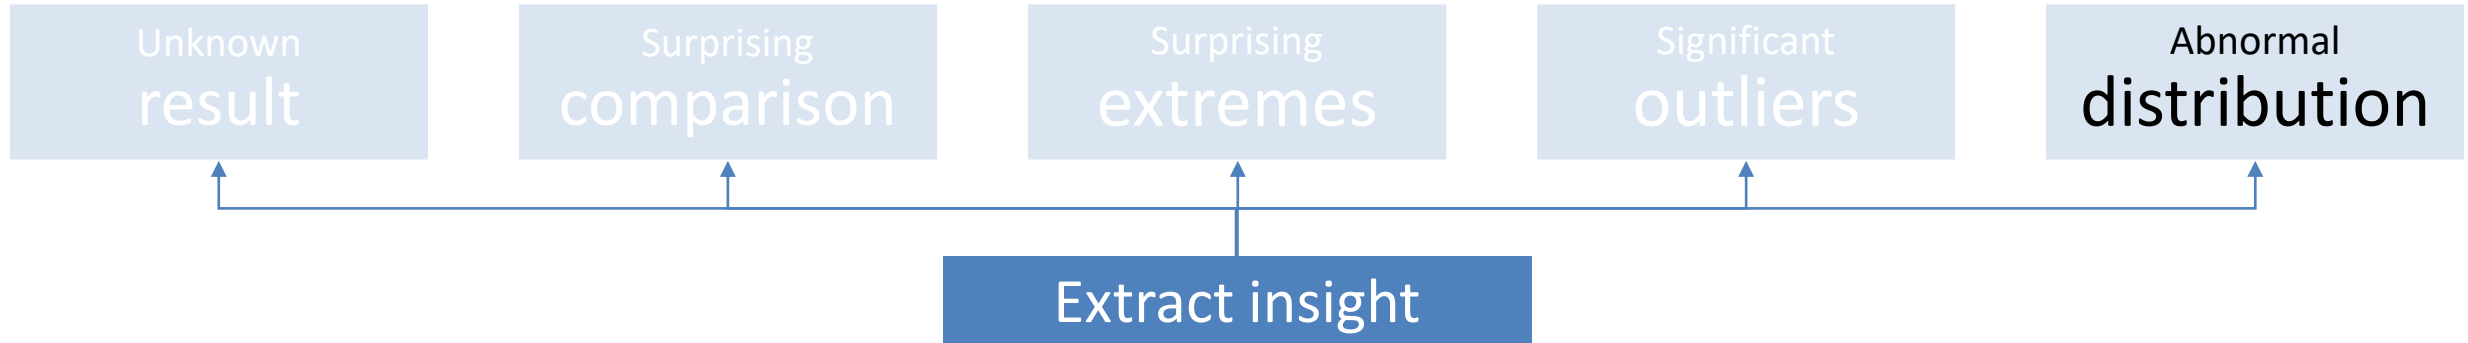 Unknown
result
Surprising
comparison
Surprising
extremes
Significant
outliers
Abnormal
distribution
Extract insight